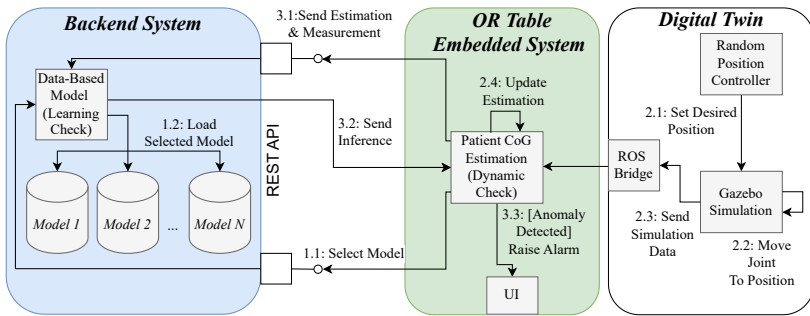 Backend System
Data-Based
Model
(Learning
Check)
1.2: Load
Selected Model
Model 1
Model 2
...
Model N
REST API
3.1:Send Estimation
& Measurement
3.2: Send
Inference
1.1: Select Model
OR Table
Embedded System
2.4: Update
Estimation
Patient CoG
Estimation
(Dynamic
Check)
3.3: [Anomaly
Detected]
Raise Alarm
UI
Digital Twin
Random
Position
Controller
2.1: Set Desired
Position
ROS
Bridge
Gazebo
Simulation
2.3: Send
Simulation
Data
2.2: Move
Joint
To Position